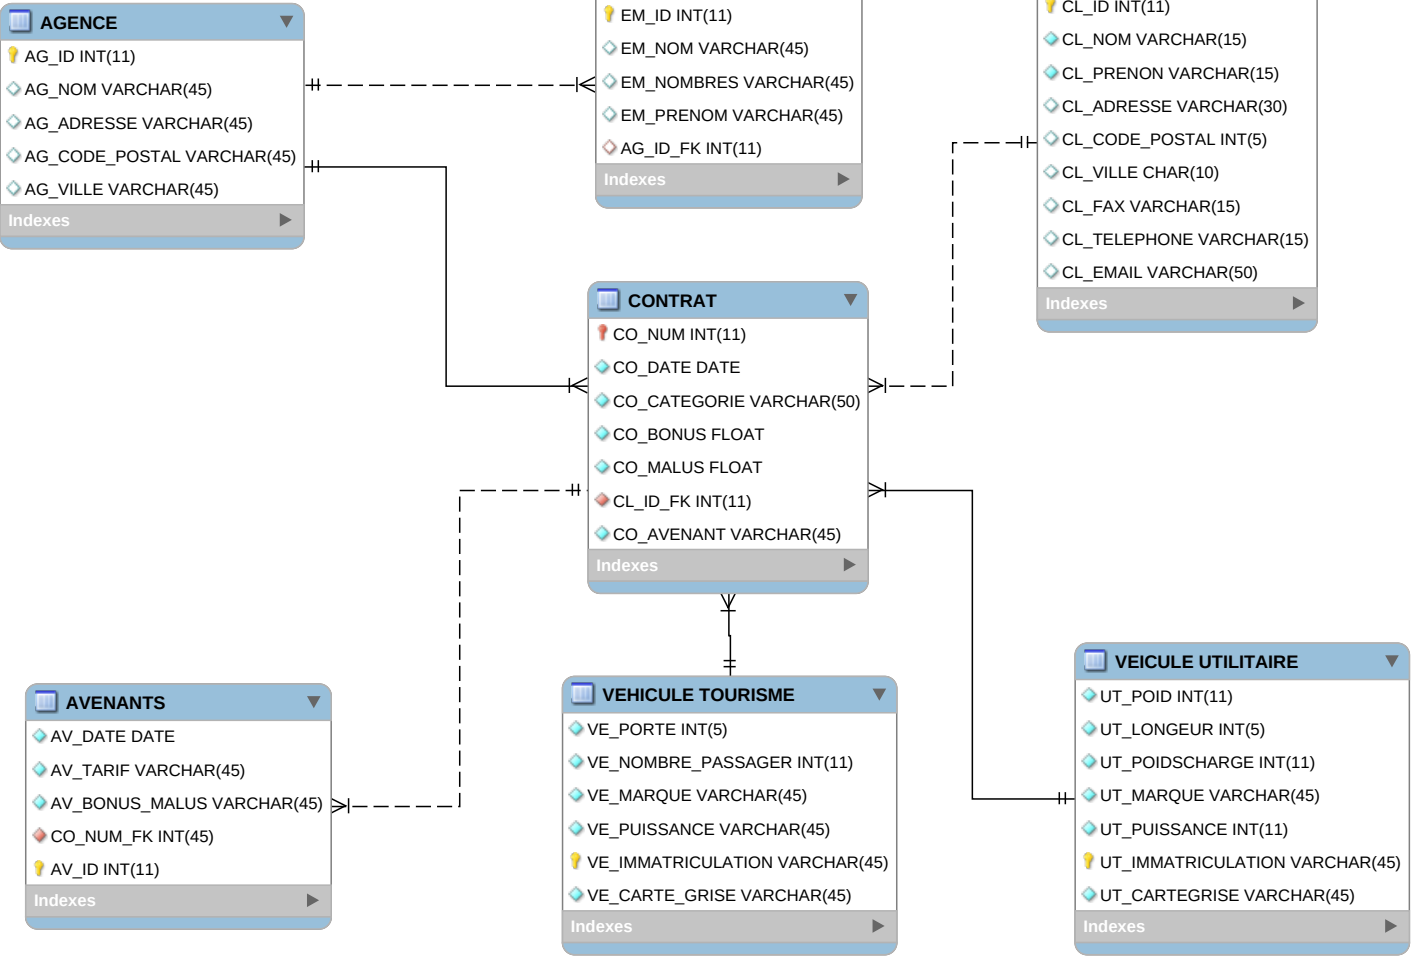 AGENCE
AG_ID INT(11)
AG_NOM VARCHAR(45)
AG_ADRESSE VARCHAR(45)
AG_CODE_POSTAL VARCHAR(45)
AG_VILLE VARCHAR(45)
Indexes
EM_ID INT(11)
EM_NOM VARCHAR(45)
EM_NOMBRES VARCHAR(45)
EM_PRENOM VARCHAR(45)
AG_ID_FK INT(11)
Indexes
CL_ID INT(11)
CL_NOM VARCHAR(15)
CL_PRENON VARCHAR(15)
CL_ADRESSE VARCHAR(30)
CL_CODE_POSTAL INT(5)
CL_VILLE CHAR(10)
CL_FAX VARCHAR(15)
CL_TELEPHONE VARCHAR(15)
CL_EMAIL VARCHAR(50)
Indexes
CONTRAT
CO_NUM INT(11)
CO_DATE DATE
CO_CATEGORIE VARCHAR(50)
CO_BONUS FLOAT
CO_MALUS FLOAT
CL_ID_FK INT(11)
CO_AVENANT VARCHAR(45)
Indexes
AVENANTS
AV_DATE DATE
AV_TARIF VARCHAR(45)
AV_BONUS_MALUS VARCHAR(45)
CO_NUM_FK INT(45)
AV_ID INT(11)
Indexes
VEHICULE TOURISME
VE_PORTE INT(5)
VE_NOMBRE_PASSAGER INT(11)
VE_MARQUE VARCHAR(45)
VE_PUISSANCE VARCHAR(45)
VE_IMMATRICULATION VARCHAR(45)
VE_CARTE_GRISE VARCHAR(45)
Indexes
VEICULE UTILITAIRE
UT_POID INT(11)
UT_LONGEUR INT(5)
UT_POIDSCHARGE INT(11)
UT_MARQUE VARCHAR(45)
UT_PUISSANCE INT(11)
UT_IMMATRICULATION VARCHAR(45)
UT_CARTEGRISE VARCHAR(45)
Indexes